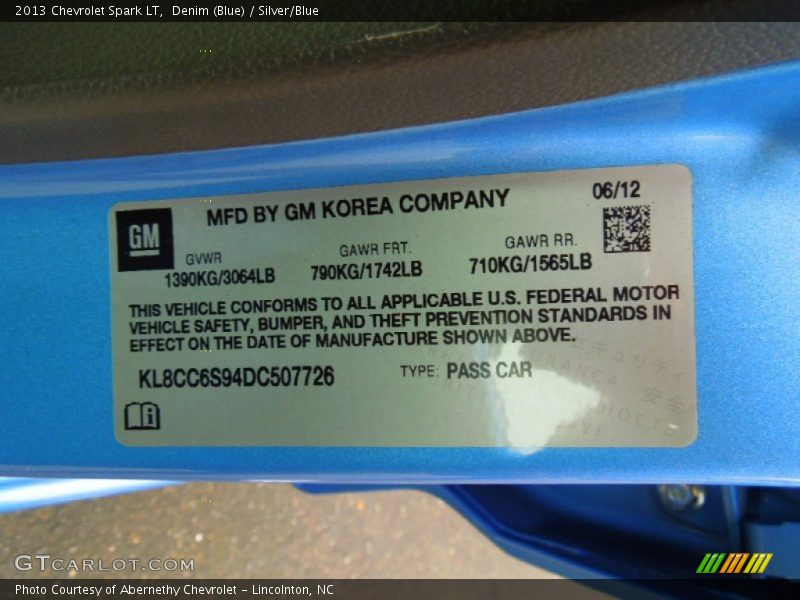 2013 Chevrolet Spark LT, Denim (Blue) / Silver/Blue
MFD BY GM KOREA COMPANY
06/12
GM
GVWR
GAWR FRT.
GAWR RR.
1390KG/3064LB
790KG/1742LB
710KG/1565LB
THIS VEHICLE CONFORMS TO ALL APPLICABLE U.S. FEDERAL MOTOR
VEHICLE SAFETY, BUMPER, AND THEFT PREVENTION STANDARDS IN
EFFECT ON THE DATE OF MANUFACTURE SHOWN ABOVE.
KL8CC6S94DC507726
TYPE: PASS CAR
安全
GTCARLOT.COM
Photo Courtesy of Abernethy Chevrolet - Lincolnton, NC